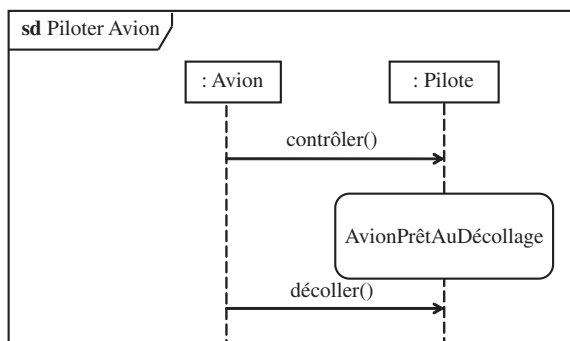 sd Piloter Avion
: Avion
: Pilote
contrôler()
AvionPrêtAuDécollage
décoller()